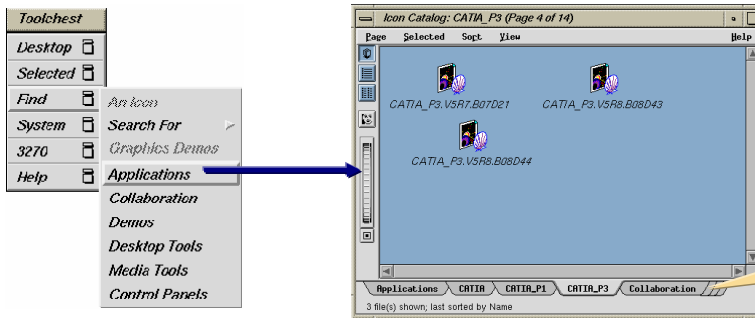 Toolchest
Desktop
Selected
Find
System
3270
Help
An Icon
Search For
Graphics Demos
Applications
Collaboration
Demos
Desktop Tools
Media Tools
Control Panels
Icon Catalog: CATIA_P3 (Page 4 of 14)
Page Selected Sort View Help
CATIA_P3.V5R7.B07D21 CATIA_P3.V5R8.B08D43
CATIA_P3.V5R8.B08D44
Applications CATIA CATIA_P1 CATIA_P3 Collaboration
3 file(s) shown; last sorted by Name